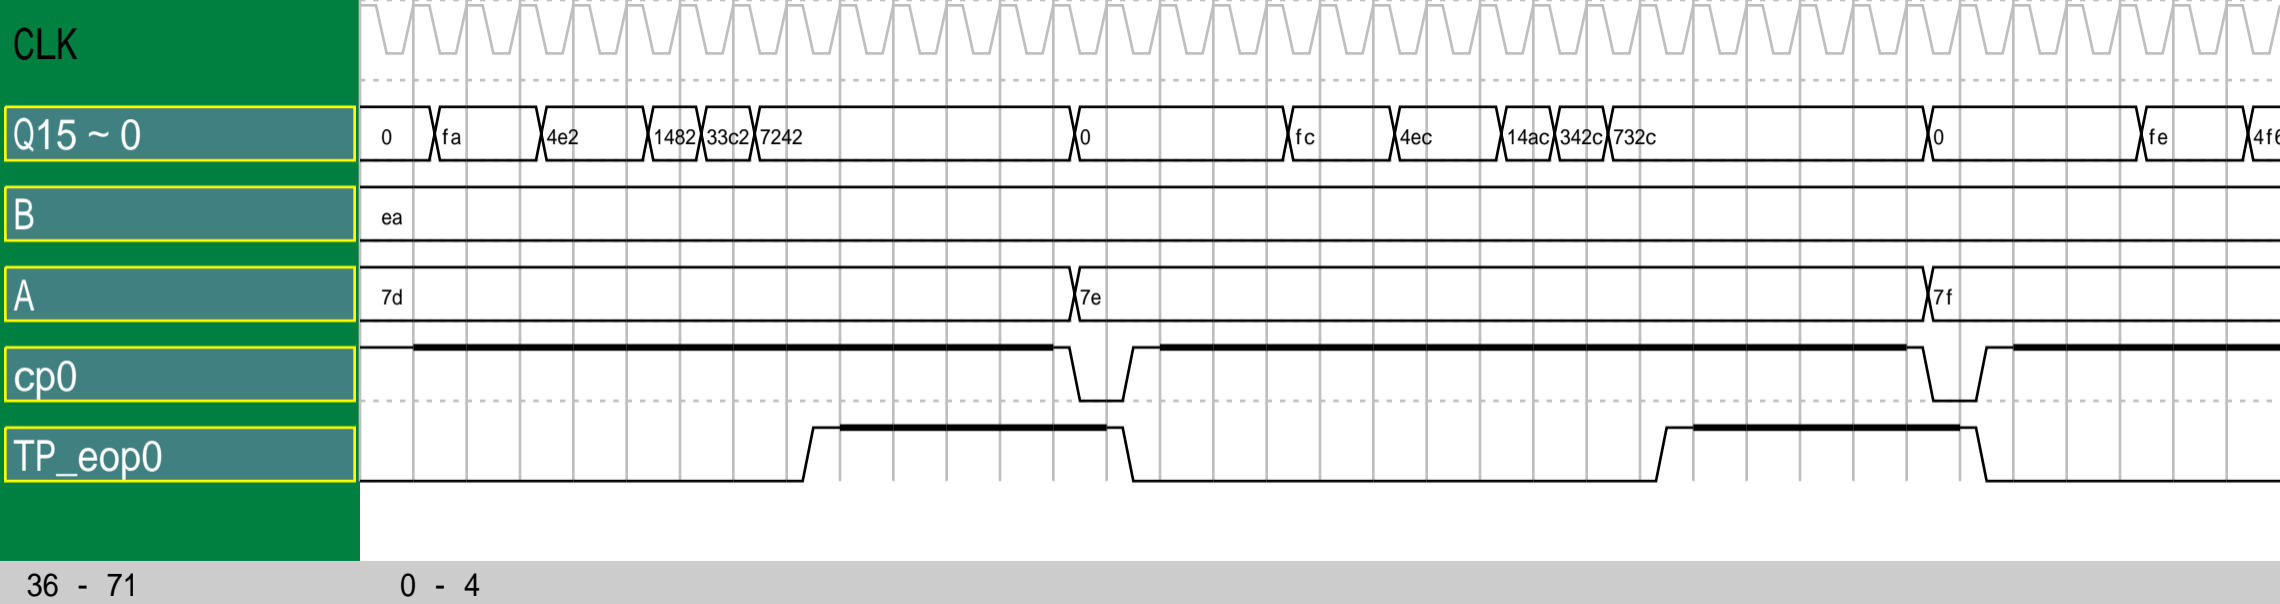 CLK
Q15 ~ 0 0 fa 4e2 1482 33c2 7242 0 fc 4ec 14ac 342c 732c 0 fe 4f6
B ea
A 7d 7e 7f
cp0
TP_eop0
36 - 71 0 - 4